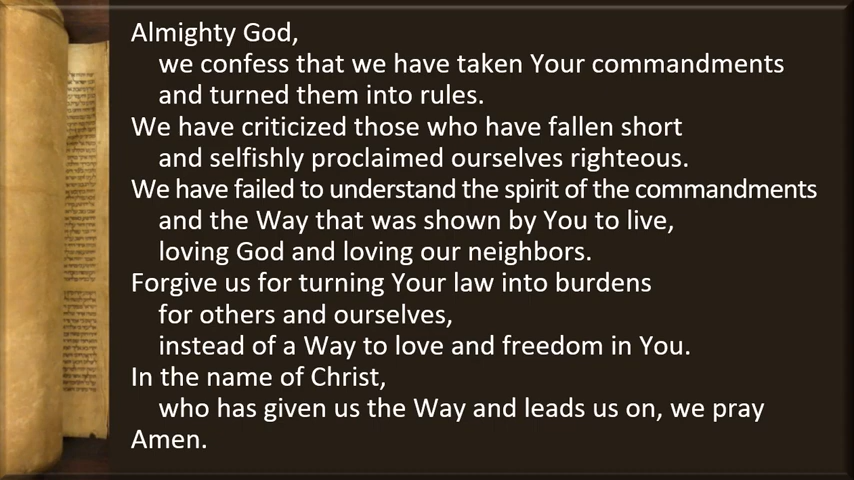 Almighty God,
we confess that we have taken Your commandments
and turned them into rules.
We have criticized those who have fallen short
and selfishly proclaimed ourselves righteous.
We have failed to understand the spirit of the commandments
and the Way that was shown by You to live,
loving God and loving our neighbors.
Forgive us for turning Your law into burdens
for others and ourselves,
instead of a Way to love and freedom in You.
In the name of Christ,
who has given us the Way and leads us on, we pray
Amen.